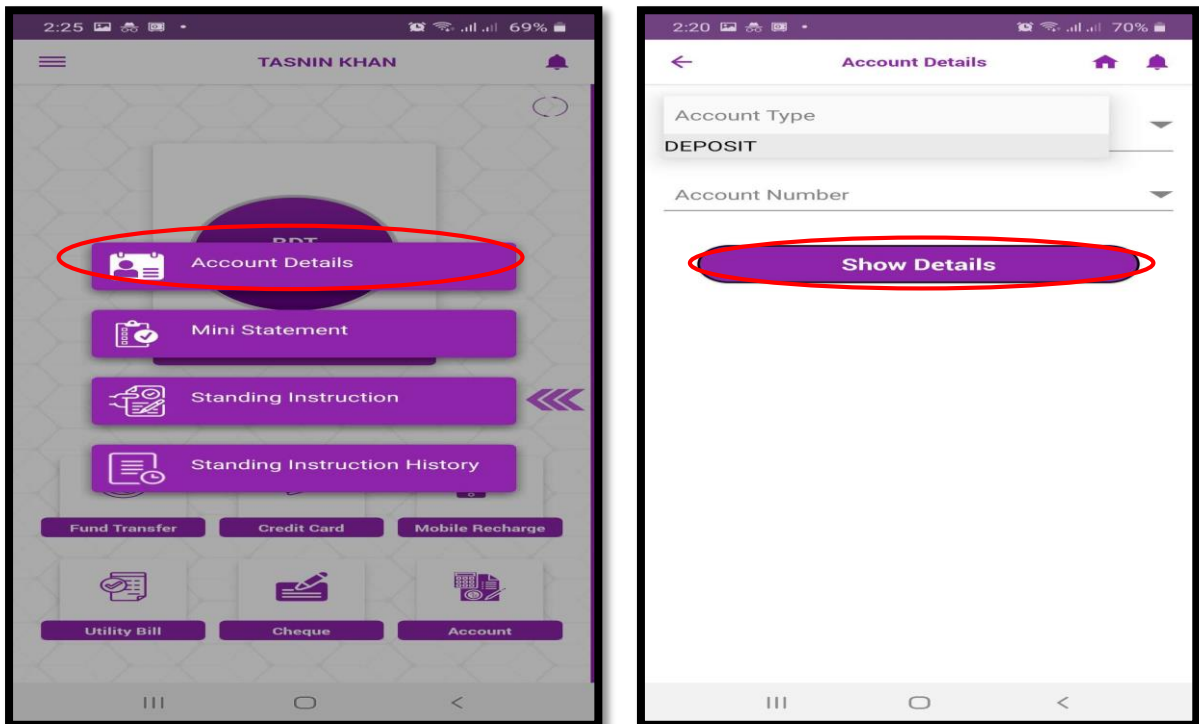 2:25
69%
TASNIN KHAN
BDT
Account Details
Mini Statement
Standing Instruction
Standing Instruction History
Fund Transfer
Credit Card
Mobile Recharge
Utility Bill
Cheque
Account
2:20
70%
Account Details
Account Type
DEPOSIT
Account Number
Show Details